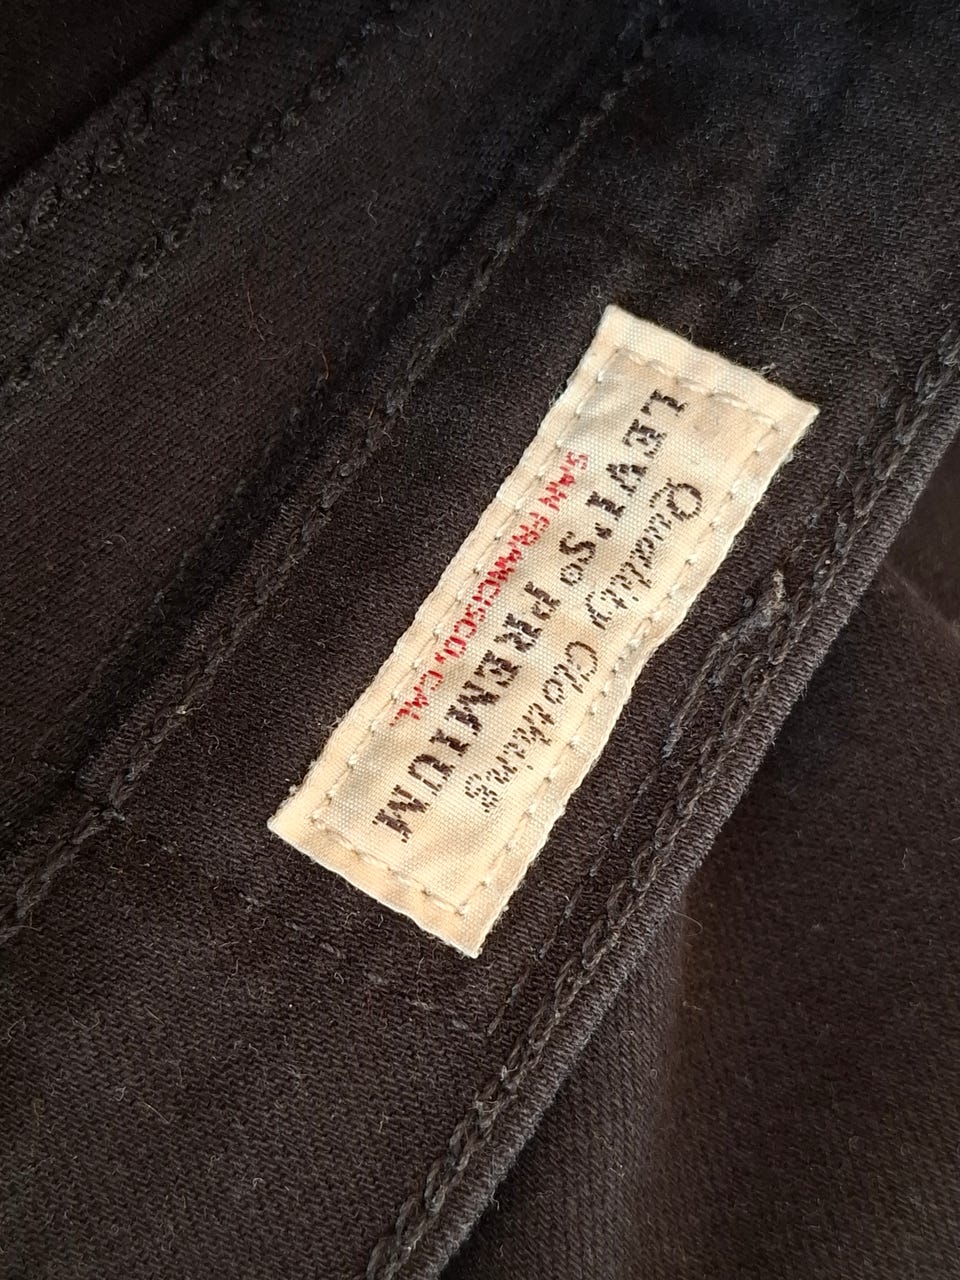 Quality Clothing
LEVI'S® PREMIUM
SAN FRANCISCO, CAL